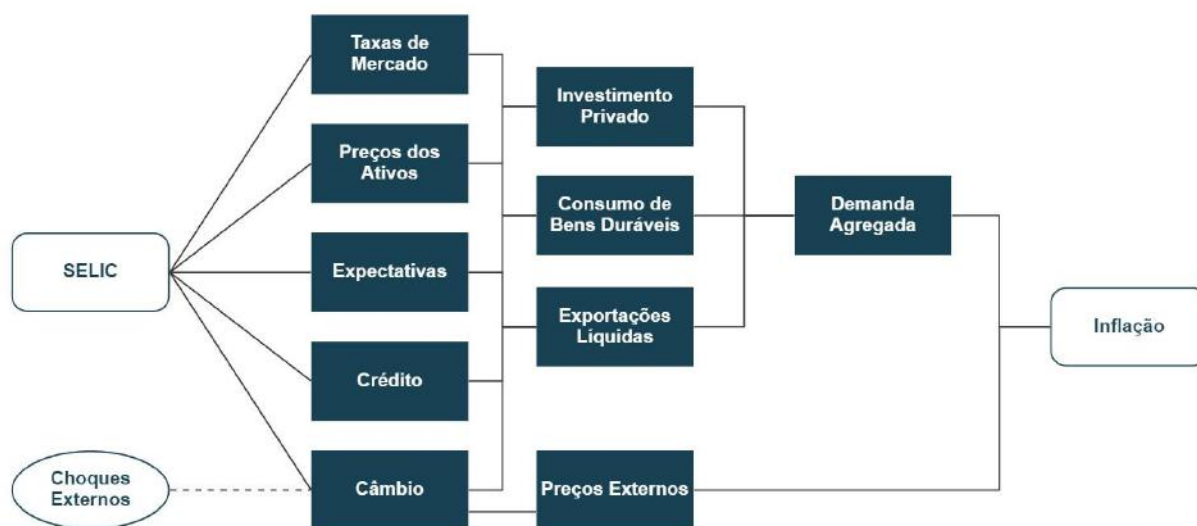 Taxas de
Mercado
Preços dos
Ativos
Expectativas
Crédito
Câmbio
SELIC
Choques
Externos
Investimento
Privado
Consumo de
Bens Duráveis
Exportações
Liquidas
Preços Externos
Demanda
Agregada
Inflação